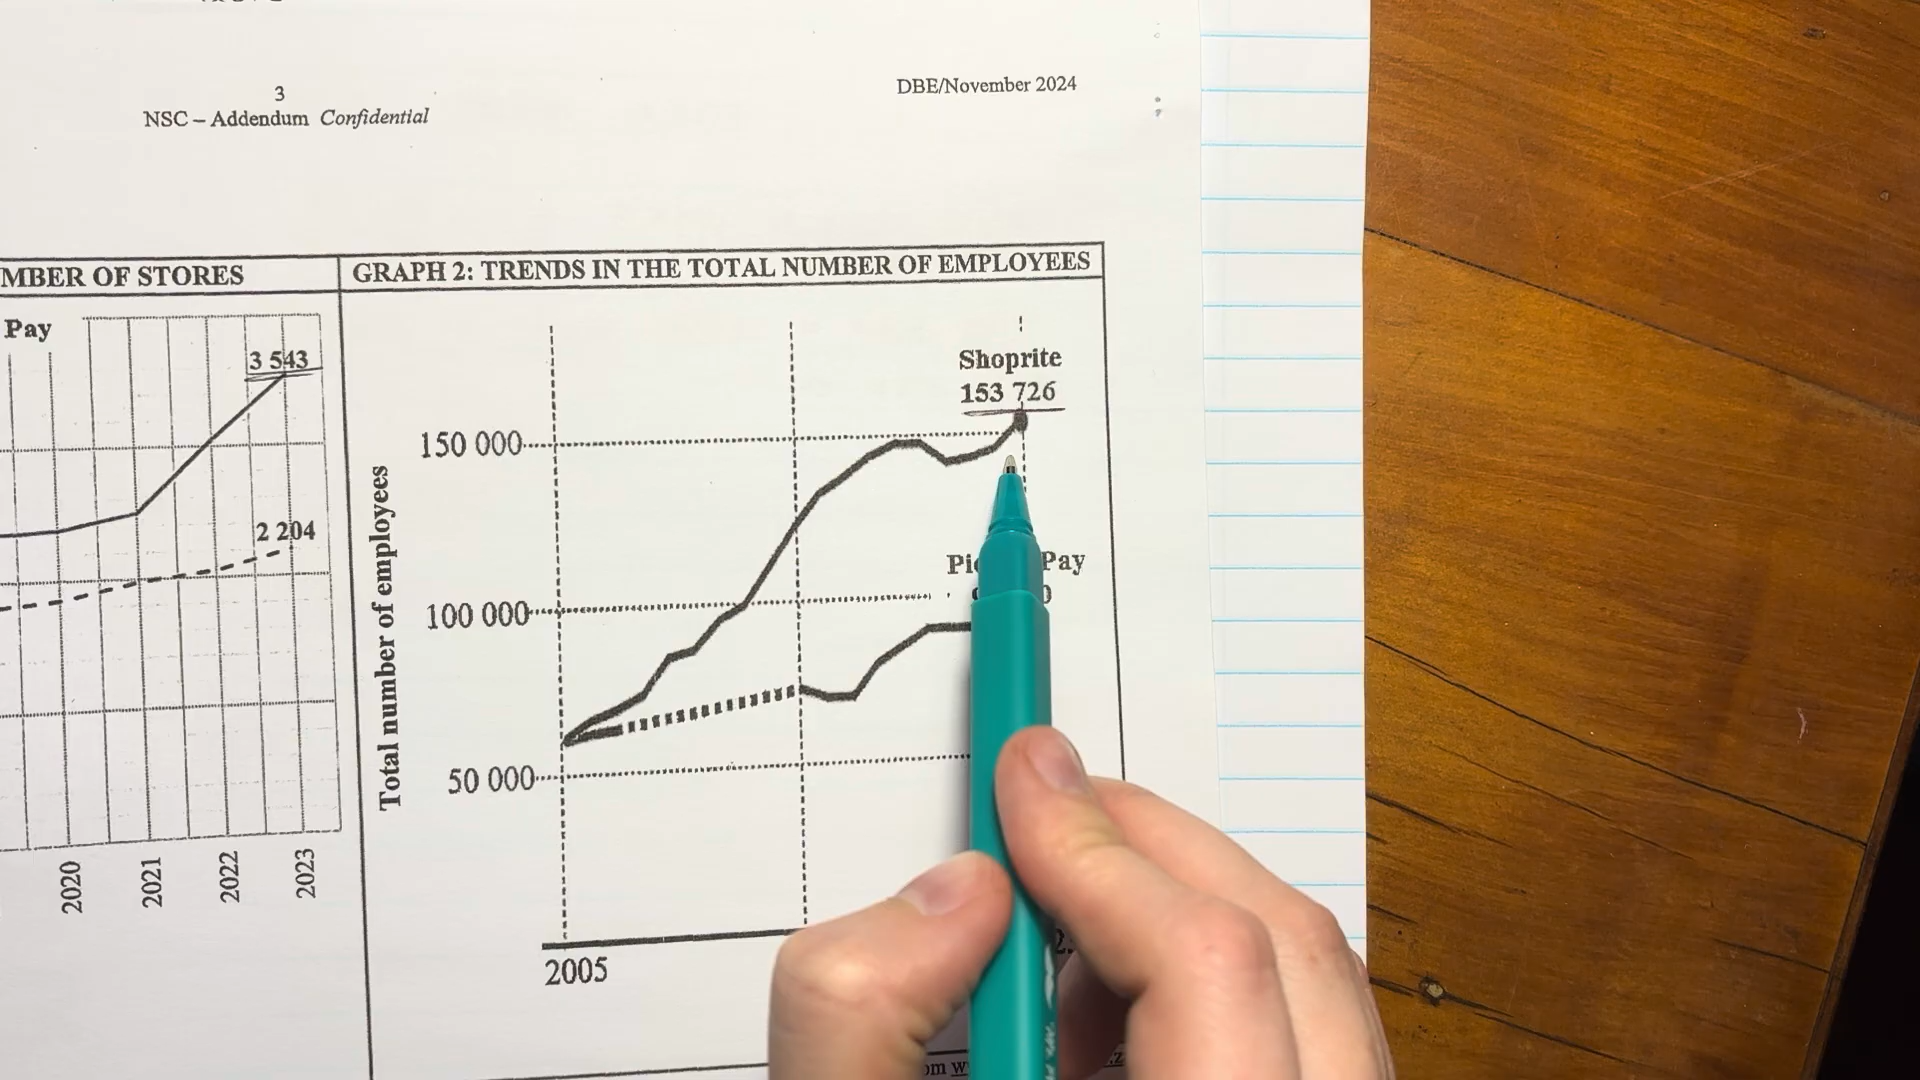 3
NSC – Addendum Confidential
DBE/November 2024
MBER OF STORES
Pay
3 543
2 204
2020
2021
2022
2023
GRAPH 2: TRENDS IN THE TOTAL NUMBER OF EMPLOYEES
Total number of employees
150 000
100 000
50 000
Shoprite
153 726
Pay
2005